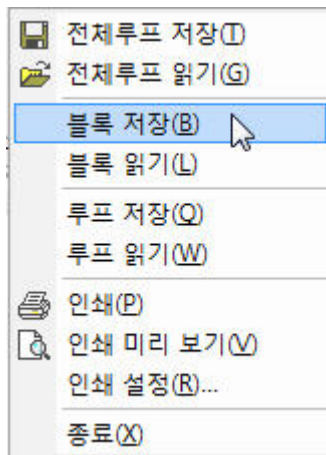 전체루프 저장(T)
전체루프 읽기(G)
블록 저장(B)
블록 읽기(L)
루프 저장(Q)
루프 읽기(W)
인쇄(P)
인쇄 미리 보기(V)
인쇄 설정(R)...
종료(X)